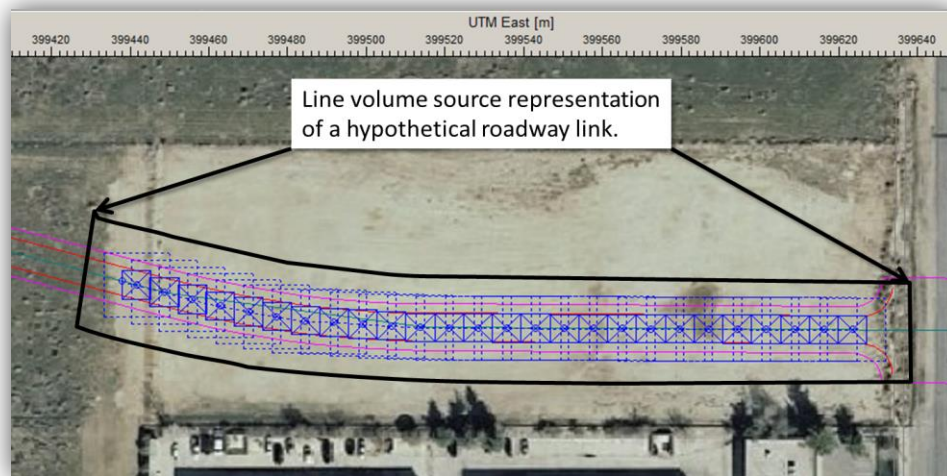 UTM East [m]
399420 399440 399460 399480 399500 399520 399540 399560 399580 399600 399620 399640
Line volume source representation
of a hypothetical roadway link.